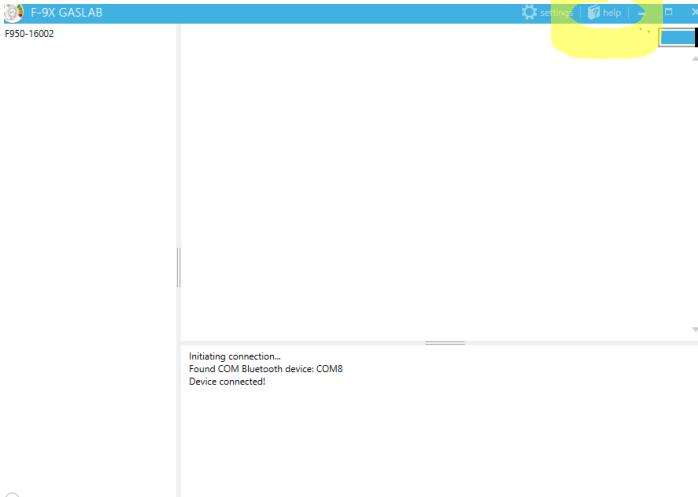 F-9X GASLAB
settings | help |
F950-16002
Initiating connection...
Found COM Bluetooth device: COM8
Device connected!